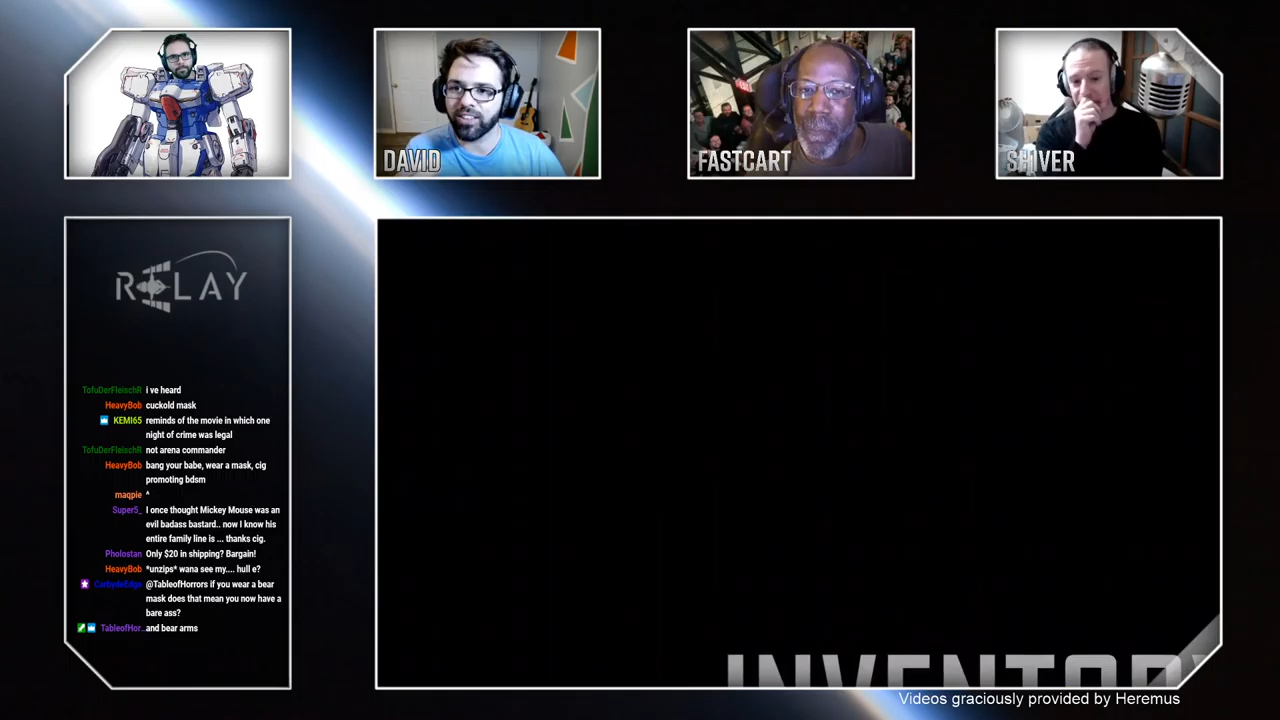 DAVID
FASTCART
SHIVER
RELAY
TofuDerFleischR i ve heard
HeavyBob cuckold mask
KEMI65 reminds of the movie in which one
night of crime was legal
TofuDerFleischR not arena commander
HeavyBob bang your babe, wear a mask, cig
promoting bdsm
maqpie ^
Super5_ I once thought Mickey Mouse was an
evil badass bastard.. now I know his
entire family line is ... thanks cig.
Pholostan Only $20 in shipping? Bargain!
HeavyBob *unzips* wana see my.... hull e?
CarbydeEdge @TableofHorrors if you wear a bear
mask does that mean you now have a
bare ass?
TableofHor.. and bear arms
INVENTORY
Videos graciously provided by Heremus